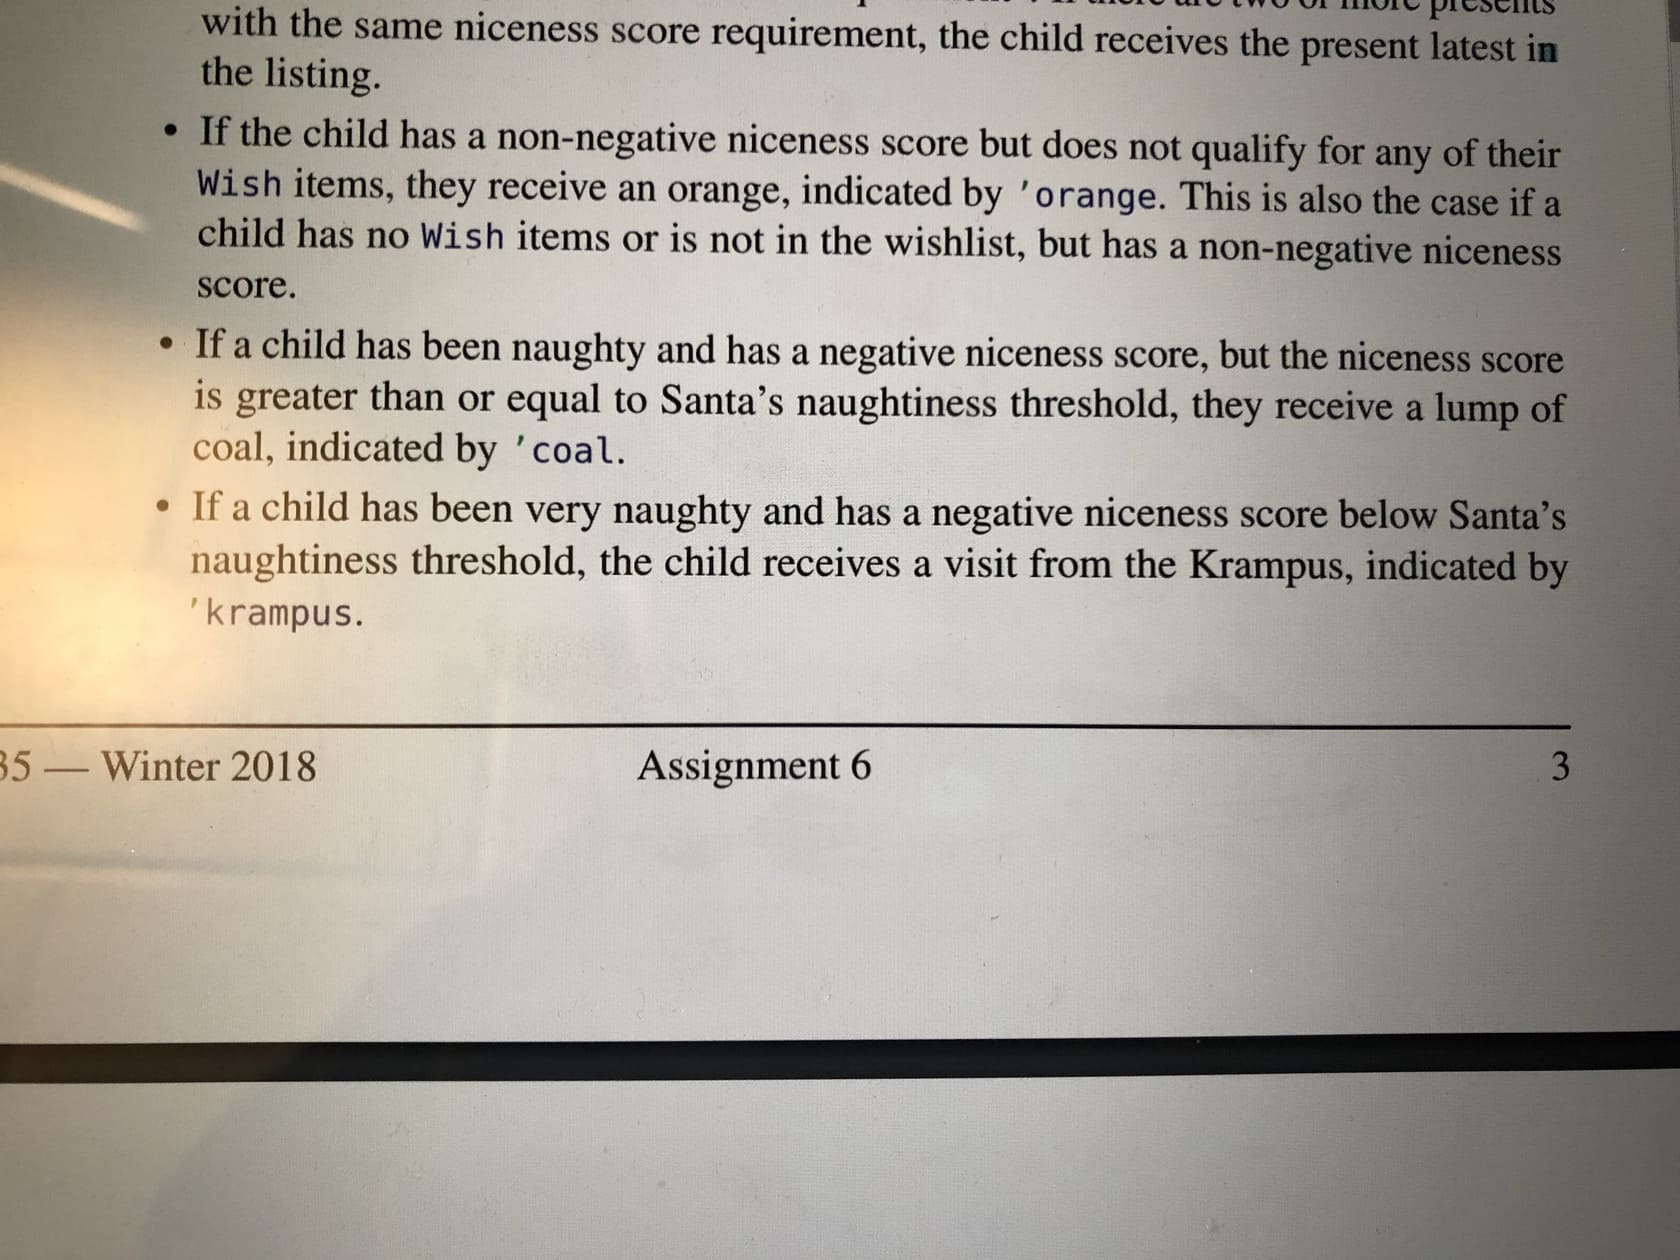 presents
with the same niceness score requirement, the child receives the present latest in
the listing.
• If the child has a non-negative niceness score but does not qualify for any of their
Wish items, they receive an orange, indicated by 'orange. This is also the case if a
child has no Wish items or is not in the wishlist, but has a non-negative niceness
score.
• If a child has been naughty and has a negative niceness score, but the niceness score
is greater than or equal to Santa's naughtiness threshold, they receive a lump of
coal, indicated by 'coal.
• If a child has been very naughty and has a negative niceness score below Santa's
naughtiness threshold, the child receives a visit from the Krampus, indicated by
'krampus.
35 — Winter 2018 Assignment 6 3